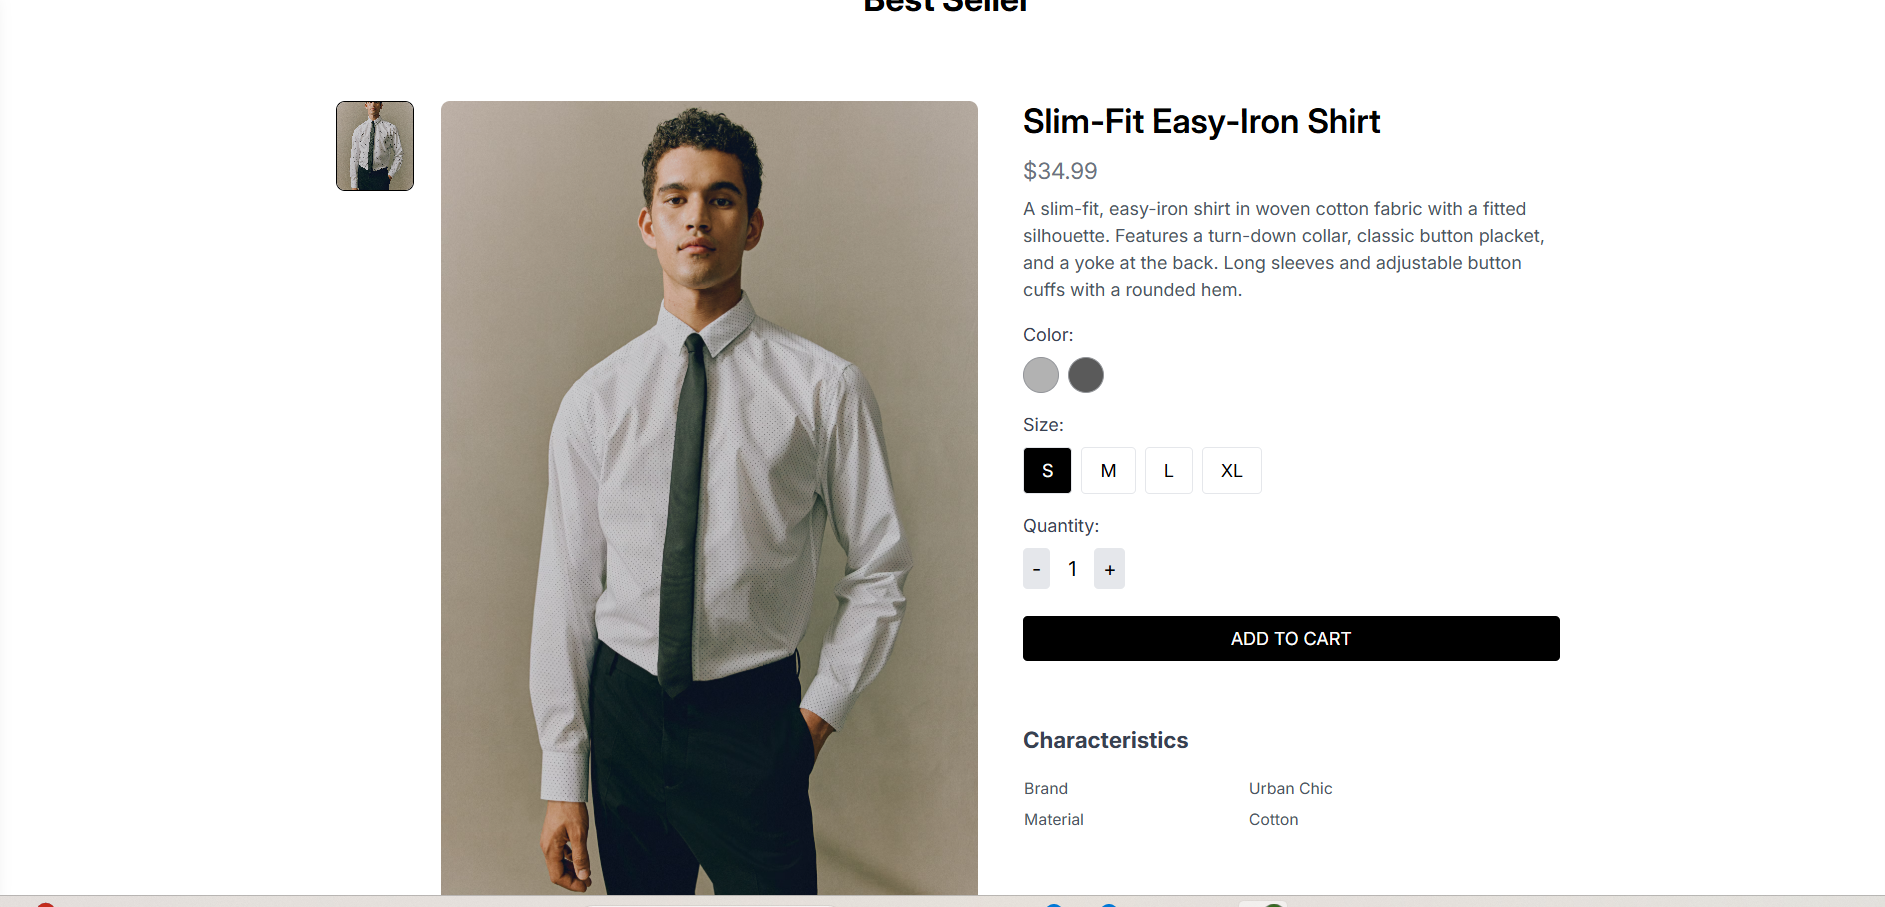 Best Seller
Slim-Fit Easy-Iron Shirt
$34.99
A slim-fit, easy-iron shirt in woven cotton fabric with a fitted
silhouette. Features a turn-down collar, classic button placket,
and a yoke at the back. Long sleeves and adjustable button
cuffs with a rounded hem.
Color:
Size:
S M L XL
Quantity:
- 1 +
ADD TO CART
Characteristics
Brand Urban Chic
Material Cotton